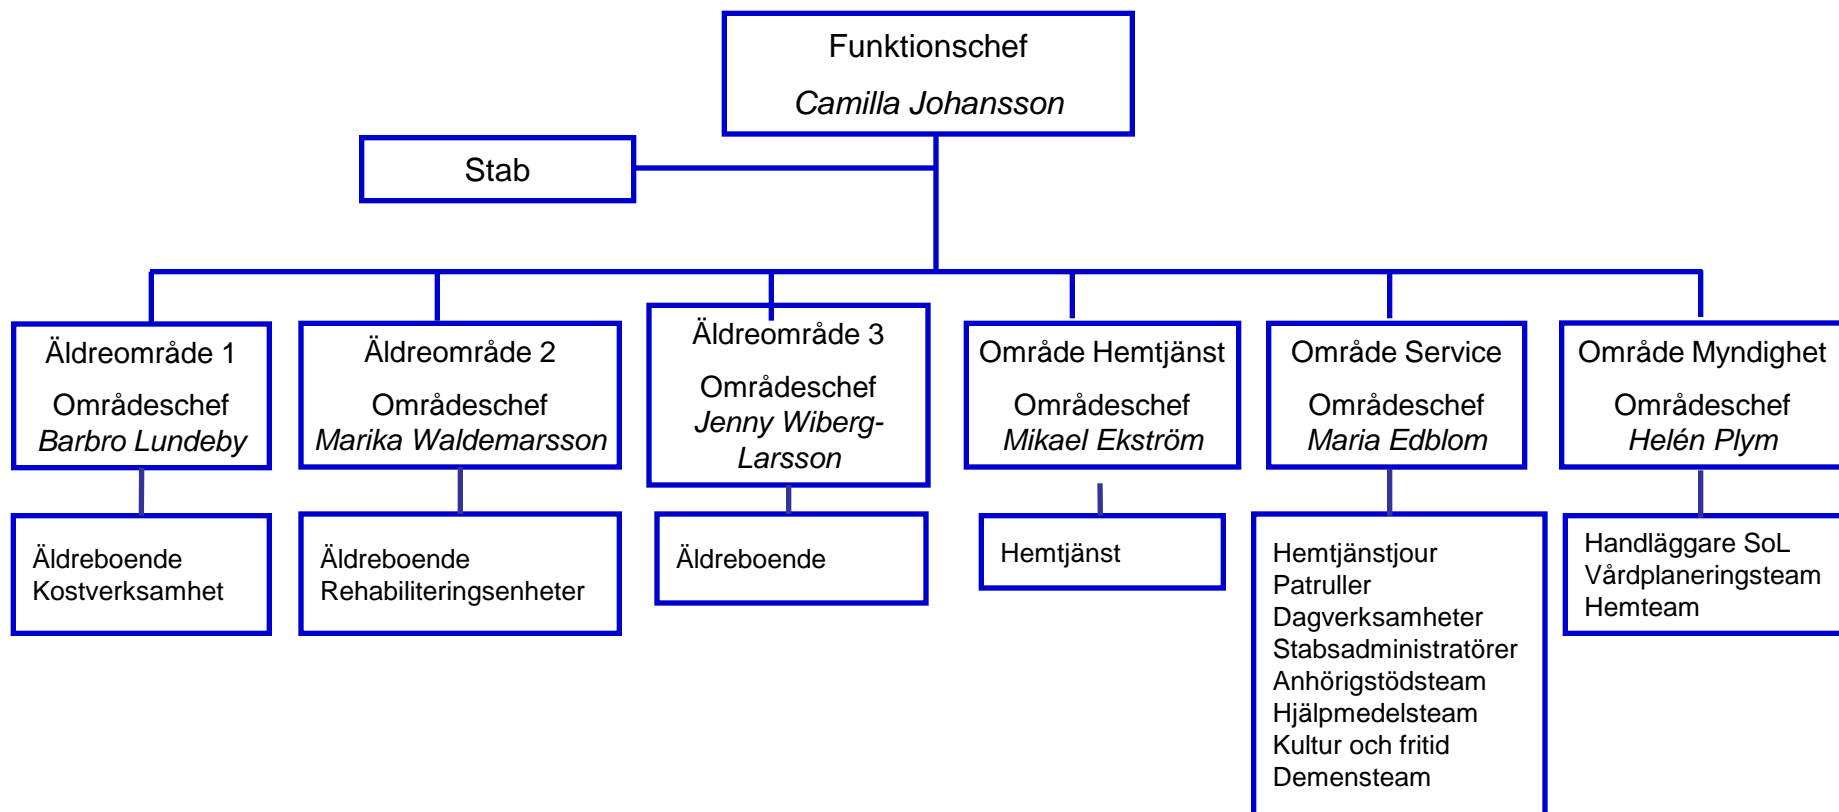 Funktionschef
Camilla Johansson
Stab
Äldreområde 1
Områdeschef
Barbro Lundeby
Äldreområde 2
Områdeschef
Marika Waldemarsson
Äldreområde 3
Områdeschef
Jenny Wiberg-
Larsson
Område Hemtjänst
Områdeschef
Mikael Ekström
Område Service
Områdeschef
Maria Edblom
Område Myndighet
Områdeschef
Helén Plym
Äldreboende
Kostverksamhet
Äldreboende
Rehabiliteringsenheter
Äldreboende
Hemtjänst
Hemtjänstjour
Patruller
Dagverksamheter
Stabsadministratörer
Anhörigstödsteam
Hjälpmedelsteam
Kultur och fritid
Demensteam
Handläggare SoL
Vårdplaneringsteam
Hemteam